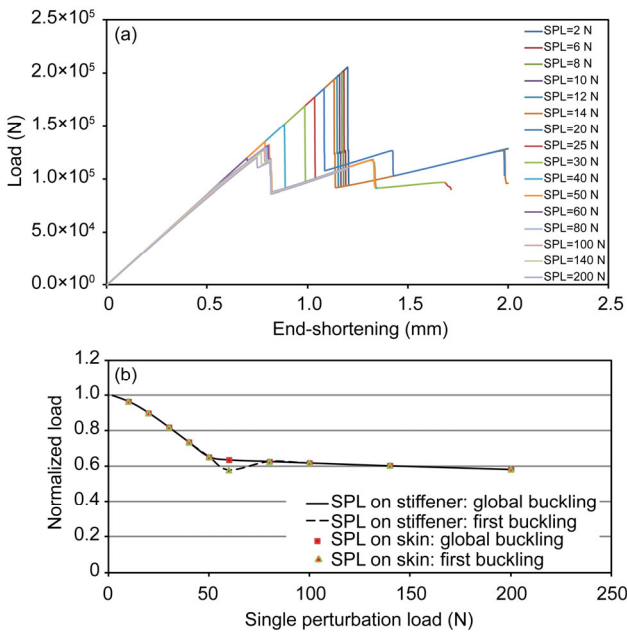 (a)
Load (N)
2.5×10⁵
2.0×10⁵
1.5×10⁵
1.0×10⁵
5.0×10⁴
0.0×10⁰
0
0.5
1.0
1.5
2.0
2.5
End-shortening (mm)
SPL=2 N
SPL=6 N
SPL=8 N
SPL=10 N
SPL=12 N
SPL=14 N
SPL=20 N
SPL=25 N
SPL=30 N
SPL=40 N
SPL=50 N
SPL=60 N
SPL=80 N
SPL=100 N
SPL=140 N
SPL=200 N
(b)
Normalized load
1.2
1.0
0.8
0.6
0.4
0.2
0
0
50
100
150
200
250
Single perturbation load (N)
SPL on stiffener: global buckling
SPL on stiffener: first buckling
SPL on skin: global buckling
SPL on skin: first buckling